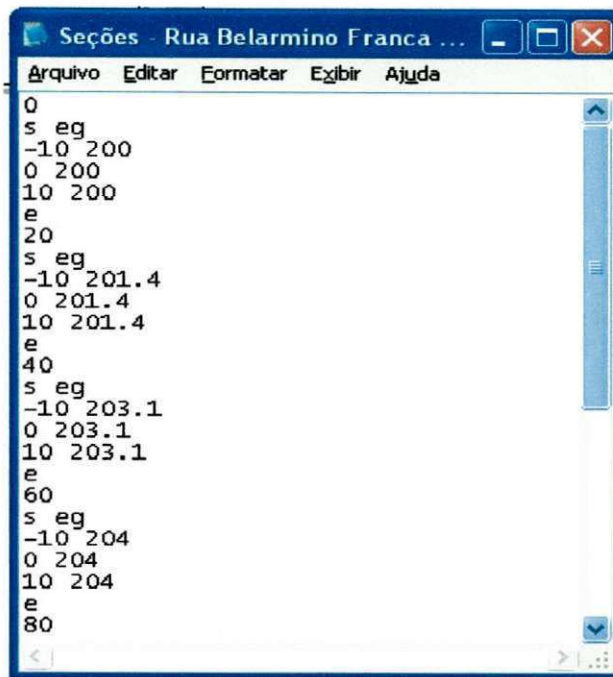 Seções - Rua Belarmino Franca ...
Arquivo Editar Formatar Exibir Ajuda
0
s eg
-10 200
0 200
10 200
e
20
s eg
-10 201.4
0 201.4
10 201.4
e
40
s eg
-10 203.1
0 203.1
10 203.1
e
60
s eg
-10 204
0 204
10 204
e
80